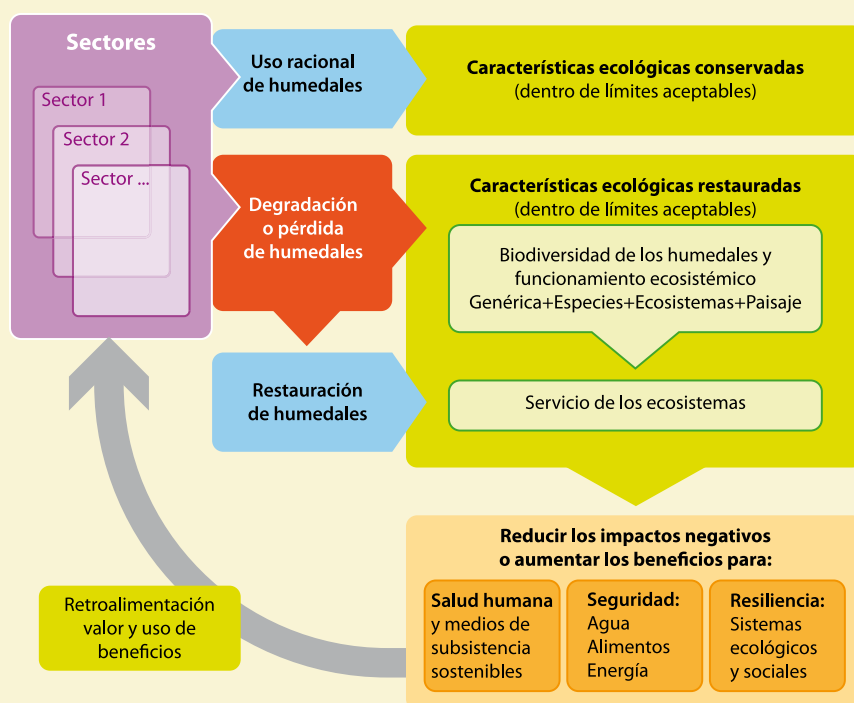 Sectores
Sector 1
Sector 2
Sector ...
Uso racional
de humedales
Características ecológicas conservadas
(dentro de límites aceptables)
Degradación
o pérdida
de humedales
Características ecológicas restauradas
(dentro de límites aceptables)
Biodiversidad de los humedales y
funcionamiento ecosistémico
Genérica+Especies+Ecosistemas+Paisaje
Restauración
de humedales
Servicio de los ecosistemas
Reducir los impactos negativos
o aumentar los beneficios para:
Salud humana
y medios de
subsistencia
sostenibles
Seguridad:
Agua
Alimentos
Energía
Resiliencia:
Sistemas
ecológicos
y sociales
Retroalimentación
valor y uso de
beneficios